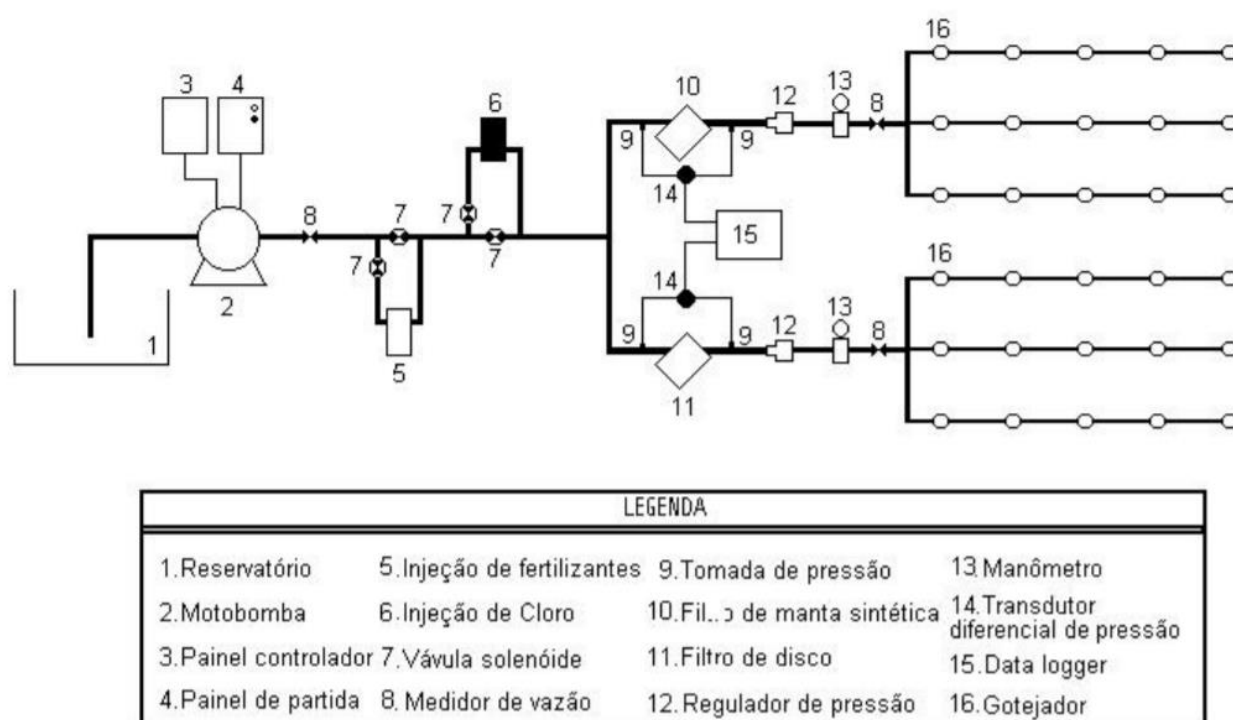 16
13
3 4 6 10 12 8
9 9
8 7 7 14
7 15
7 16
14 13
2 9 9 12 8
1
5
11
LEGENDA
1.Reservatório 5.Injeção de fertilizantes 9.Tomada de pressão 13.Manômetro
2.Motobomba 6.Injeção de Cloro 10. de manta sintética 14.Transdutor
diferencial de pressão
3.Painel controlador 7.Vávula solenóide 11.Filtro de disco 15.Data logger
4.Painel de partida 8.Medidor de vazão 12.Regulador de pressão 16.Gotejador